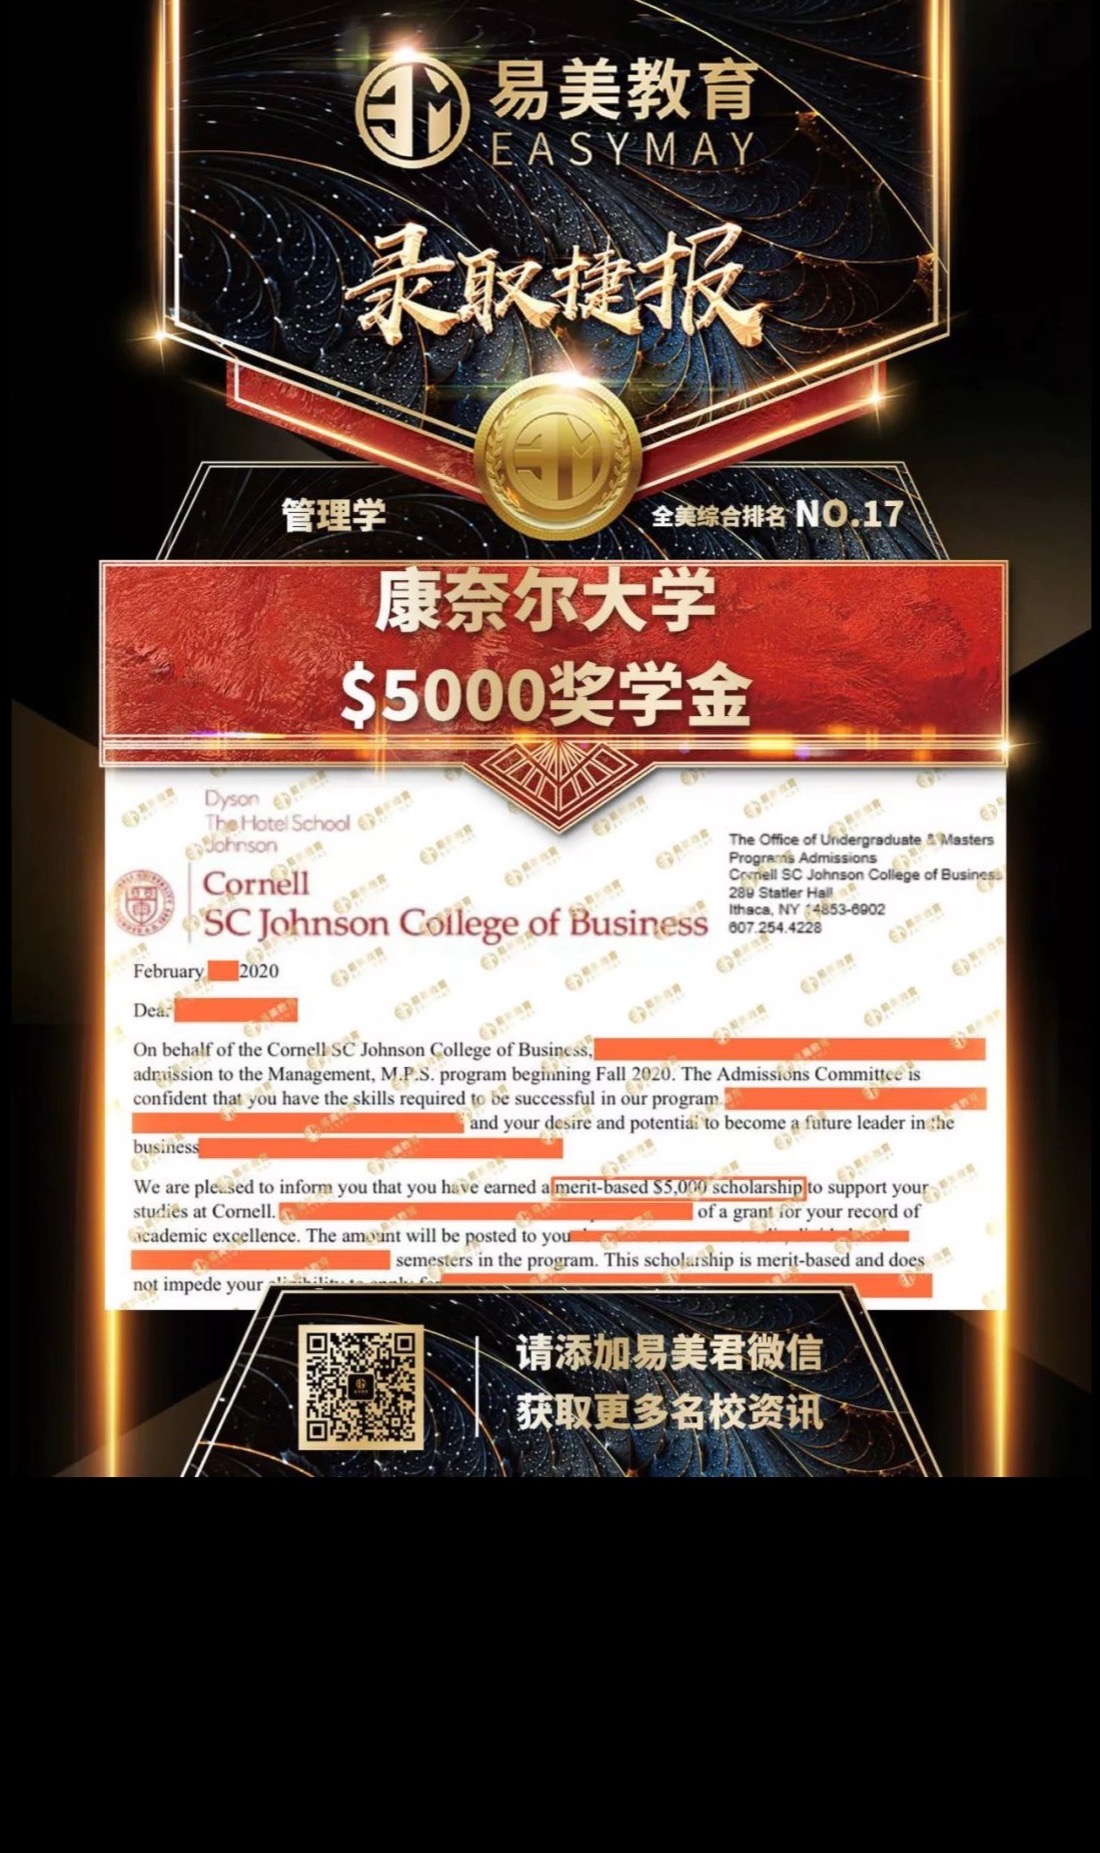 易美教育
EASYMAY
录取捷报
管理学
全美综合排名 NO.17
康奈尔大学
$5000奖学金
Dyson
The Hotel School
Johnson
Cornell
SC Johnson College of Business
The Office of Undergraduate & Masters
Programs Admissions
Cornell SC Johnson College of Business
289 Statler Hall
Ithaca, NY 14853-6902
607.254.4228
February 2020
Dear
On behalf of the Cornell SC Johnson College of Business,
admission to the Management, M.P.S. program beginning Fall 2020. The Admissions Committee is
confident that you have the skills required to be successful in our program
and your desire and potential to become a future leader in the
business
We are pleased to inform you that you have earned a merit-based $5,000 scholarship to support your
studies at Cornell. of a grant for your record of
academic excellence. The amount will be posted to you
semesters in the program. This scholarship is merit-based and does
not impede your eligibility to apply for
请添加易美君微信
获取更多名校资讯